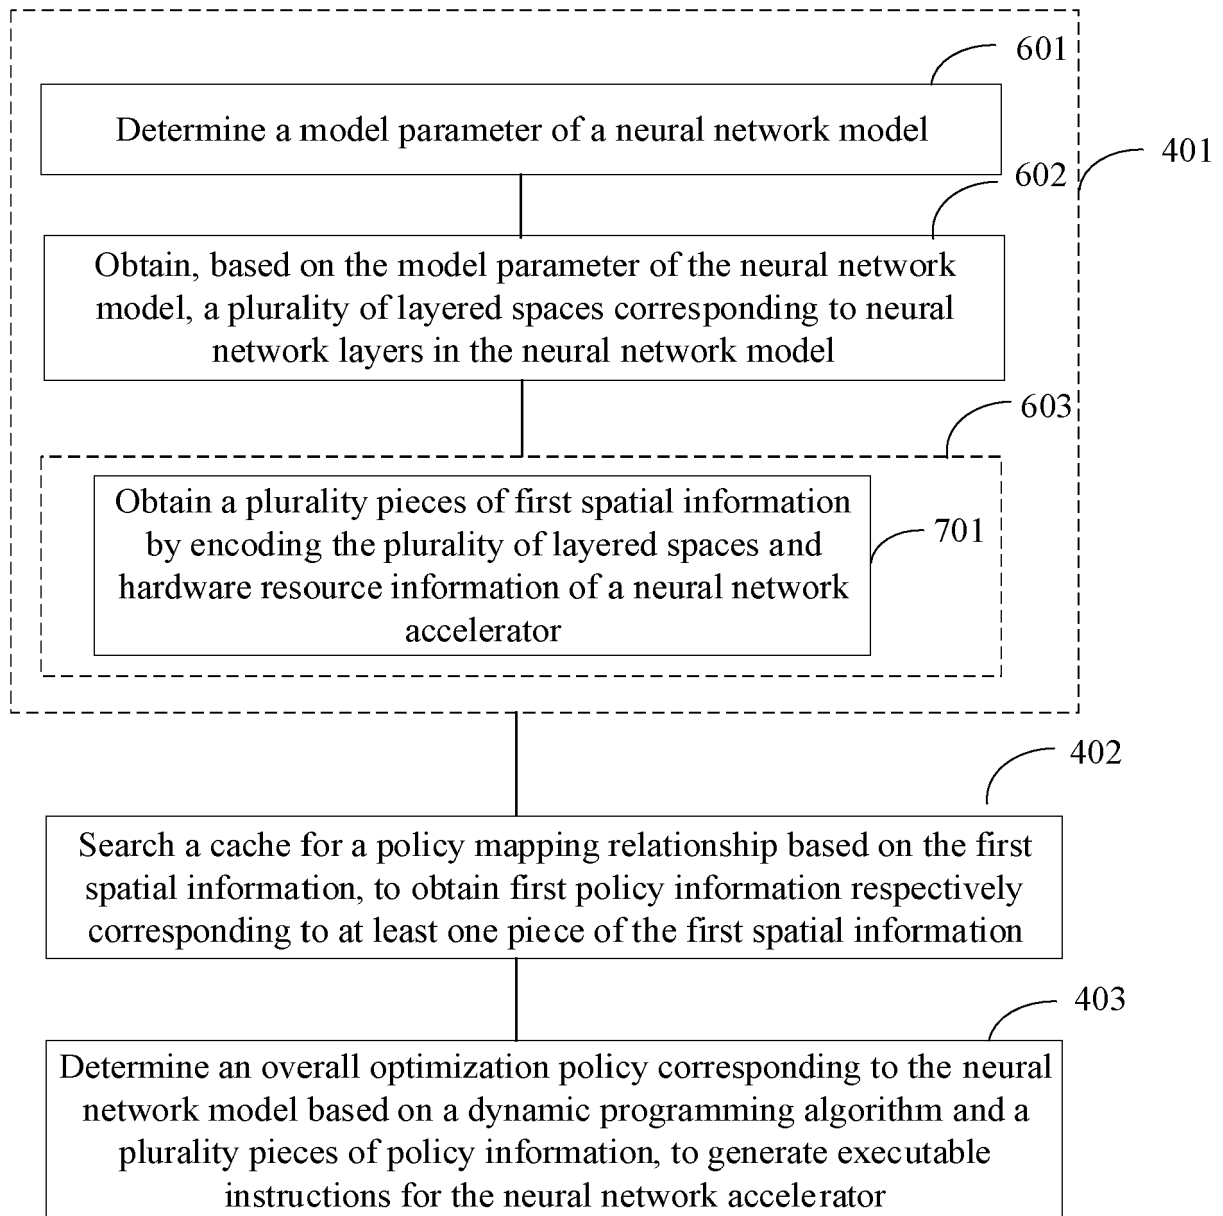 601
Determine a model parameter of a neural network model
401
602
Obtain, based on the model parameter of the neural network
model, a plurality of layered spaces corresponding to neural
network layers in the neural network model
603
Obtain a plurality pieces of first spatial information
by encoding the plurality of layered spaces and
hardware resource information of a neural network
accelerator
701
402
Search a cache for a policy mapping relationship based on the first
spatial information, to obtain first policy information respectively
corresponding to at least one piece of the first spatial information
403
Determine an overall optimization policy corresponding to the neural
network model based on a dynamic programming algorithm and a
plurality pieces of policy information, to generate executable
instructions for the neural network accelerator